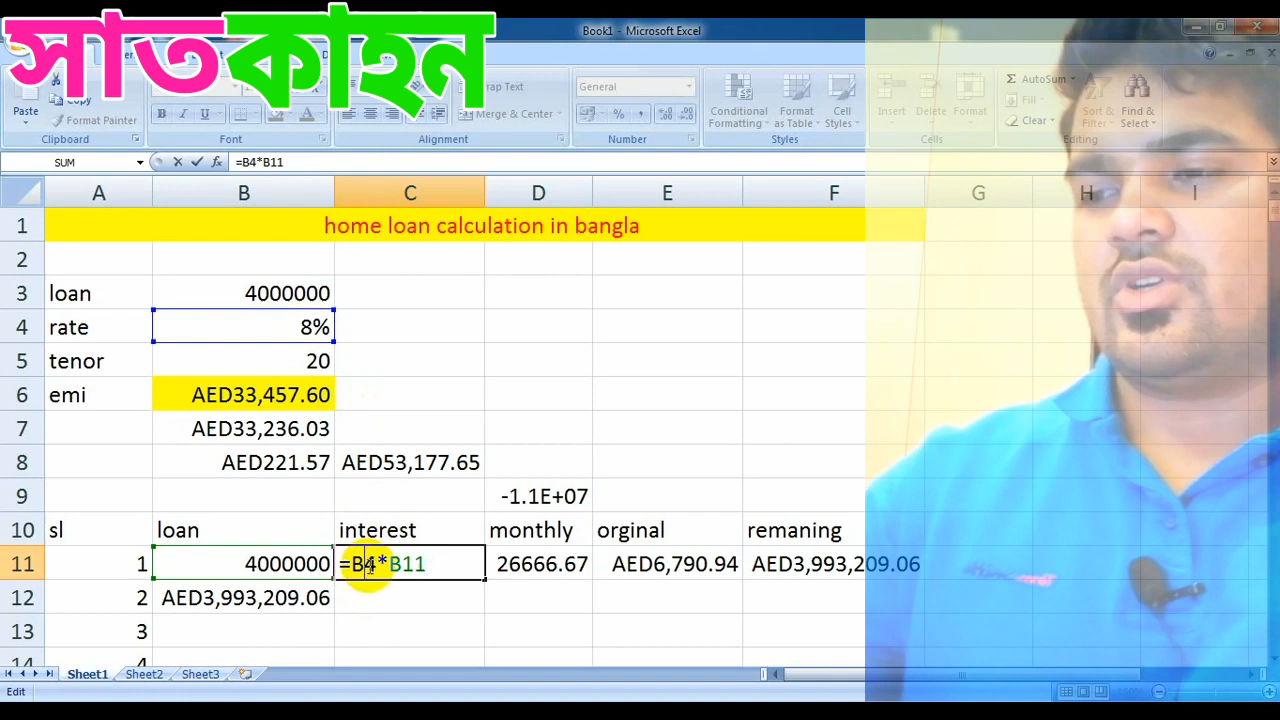 সাতকাহন
Book1 - Microsoft Excel
Wrap Text
General
AutoSum
Paste
Copy
Format Painter
B I U
Merge & Center
%
Conditional Formatting
Format as Table
Cell Styles
Insert
Delete
Format
Fill
Clear
Sort & Filter
Find & Select
Clipboard
Font
Alignment
Number
Styles
Cells
Editing
SUM
fx
=B4*B11
A B C D E F G H I
1 home loan calculation in bangla
2
3 loan 4000000
4 rate 8%
5 tenor 20
6 emi AED33,457.60
7 AED33,236.03
8 AED221.57 AED53,177.65
9 -1.1E+07
10 sl loan interest monthly orginal remaning
11 1 4000000 =B4*B11 26666.67 AED6,790.94 AED3,993,209.06
12 2 AED3,993,209.06
13 3
14 4
Sheet1 Sheet2 Sheet3
Edit